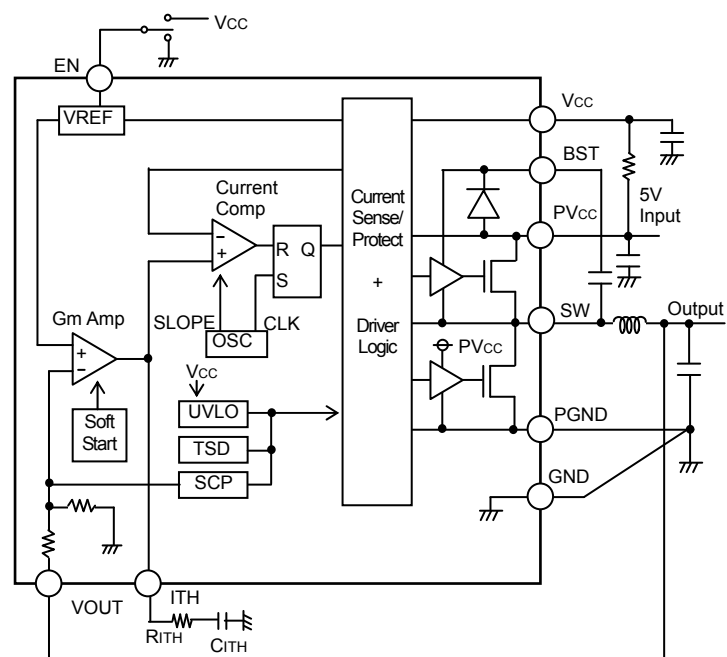 VCC
EN
VREF
VCC
BST
Current
Comp
R Q
S
Current
Sense/
Protect
+
Driver
Logic
5V
Input
PVCC
SLOPE
OSC
CLK
SW
Output
Gm Amp
+
-
-
+
Soft
Start
VCC
UVLO
TSD
SCP
PVCC
PGND
GND
VOUT
ITH
RITH
CITH